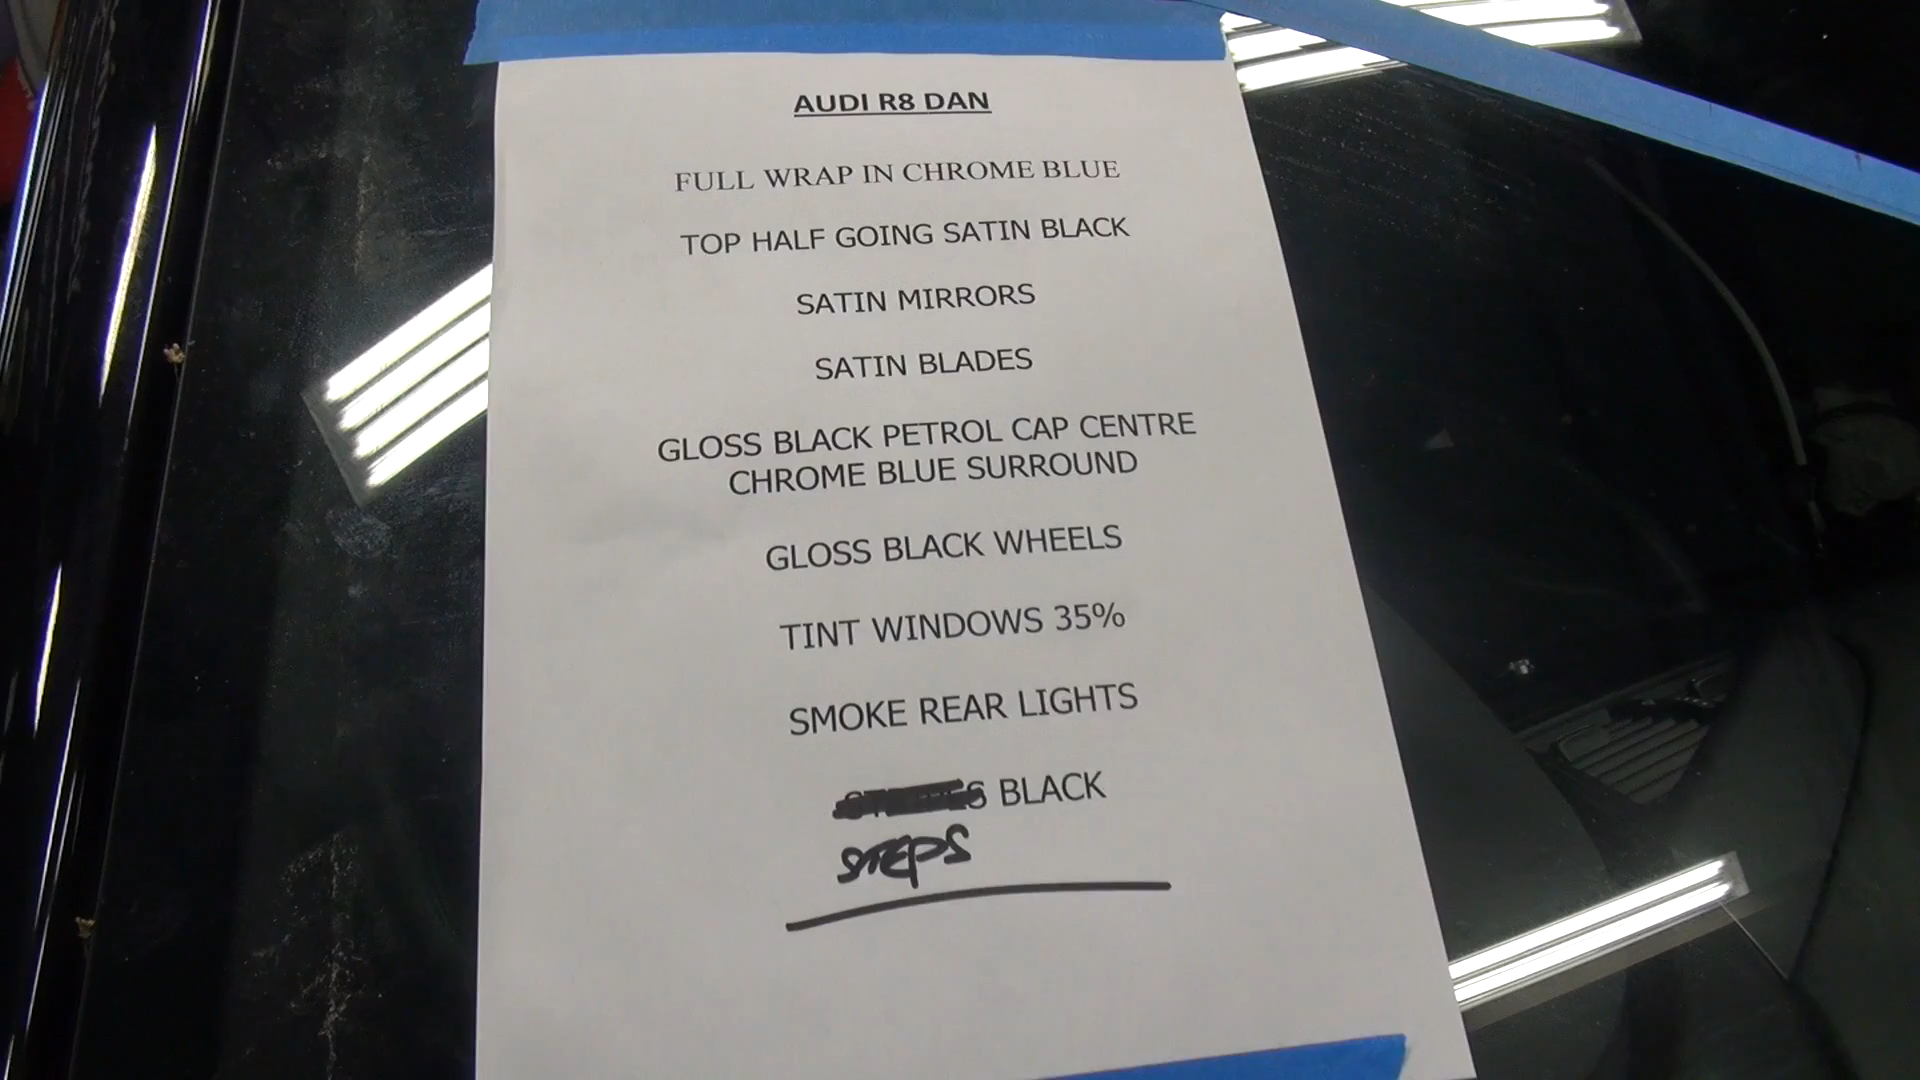 AUDI R8 DAN
FULL WRAP IN CHROME BLUE
TOP HALF GOING SATIN BLACK
SATIN MIRRORS
SATIN BLADES
GLOSS BLACK PETROL CAP CENTRE
CHROME BLUE SURROUND
GLOSS BLACK WHEELS
TINT WINDOWS 35%
SMOKE REAR LIGHTS
BLACK
STEPS